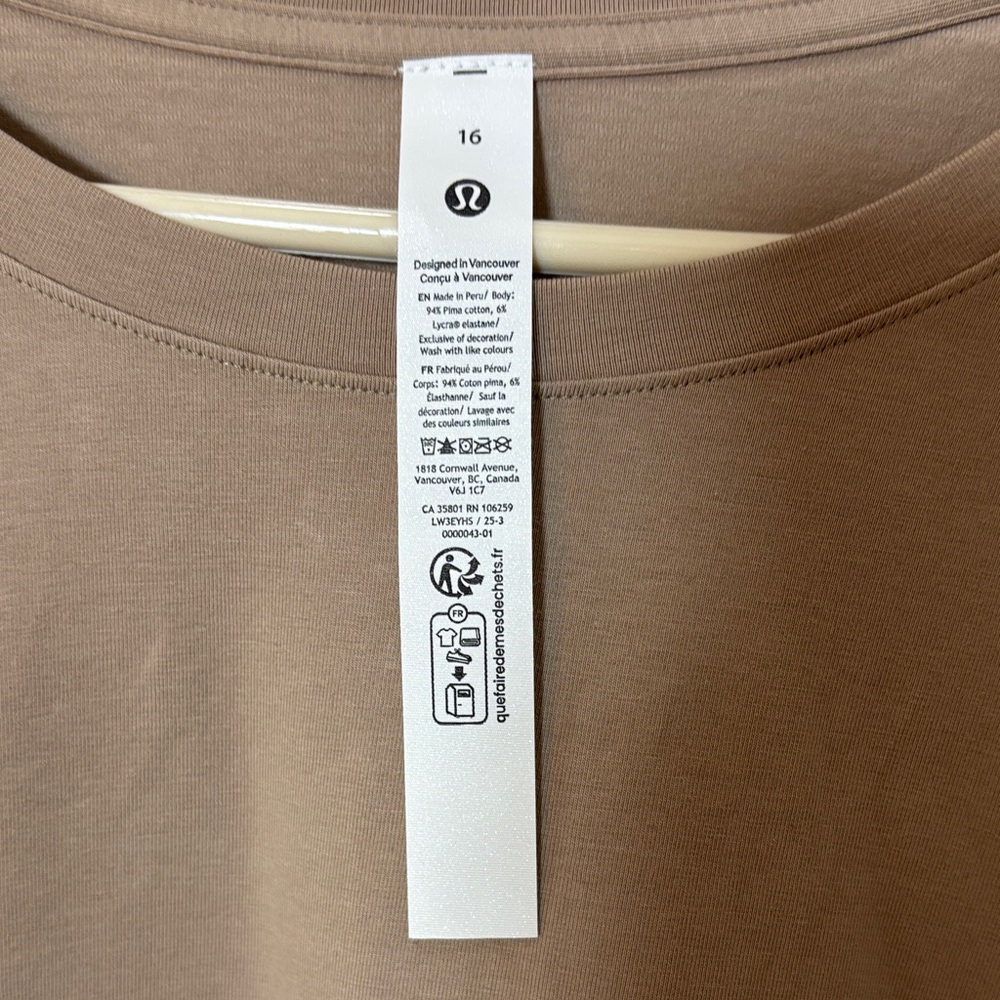 16
Designed in Vancouver
Conçu à Vancouver
EN Made in Peru/ Body:
94% Pima cotton, 6%
Lycra® elastane/
Exclusive of decoration/
Wash with like colours
FR Fabriqué au Pérou/
Corps: 94% Coton pima, 6%
Élasthanne/ Sauf la
décoration/ Lavage avec
des couleurs similaires
1818 Cornwall Avenue,
Vancouver, BC, Canada
V6J 1C7
CA 35801 RN 106259
LW3EYHS / 25-3
0000043-01
FR
quefairedemesdechets.fr